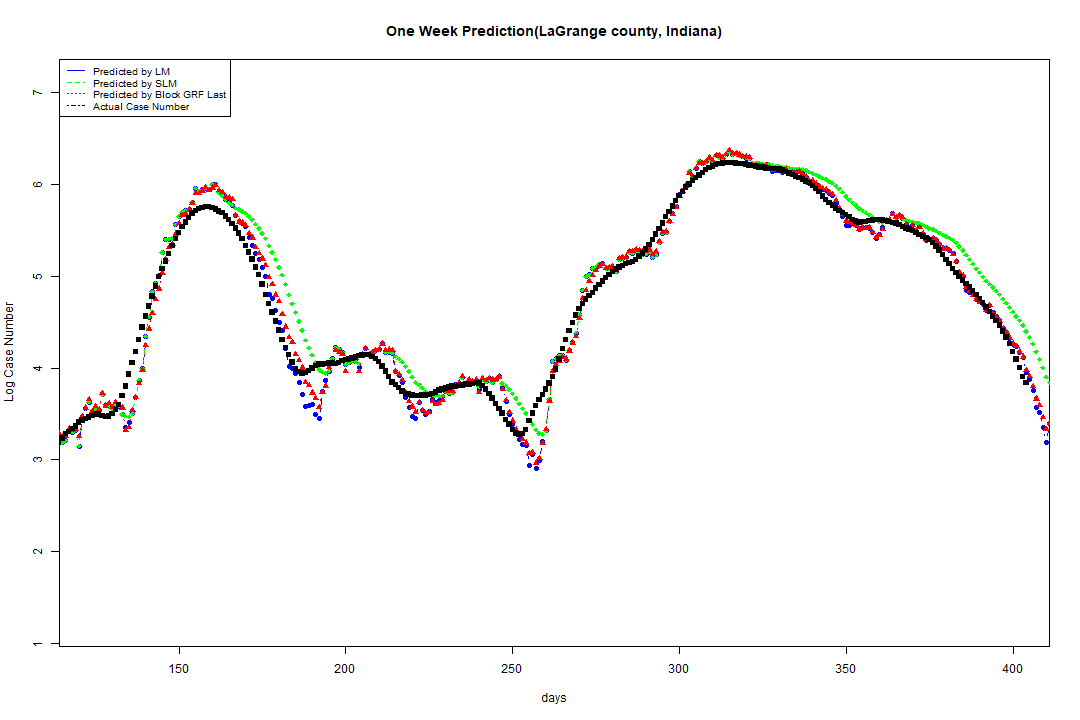 One Week Prediction(LaGrange county, Indiana)
Predicted by LM
Predicted by SLM
Predicted by Block GRF Last
Actual Case Number
7
6
5
4
3
2
1
Log Case Number
150 200 250 300 350 400
days